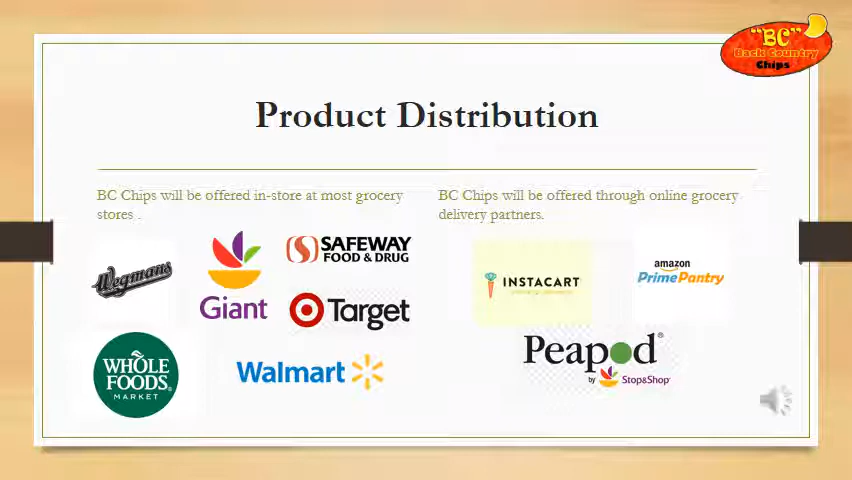 "BC"
Back Country
Chips
Product Distribution
BC Chips will be offered in-store at most grocery
stores .
BC Chips will be offered through online grocery
delivery partners.
Wegmans
Giant
SAFEWAY
FOOD & DRUG
Target
WHOLE
FOODS
MARKET
Walmart
INSTACART
amazon
PrimePantry
Peapod
by Stop&Shop